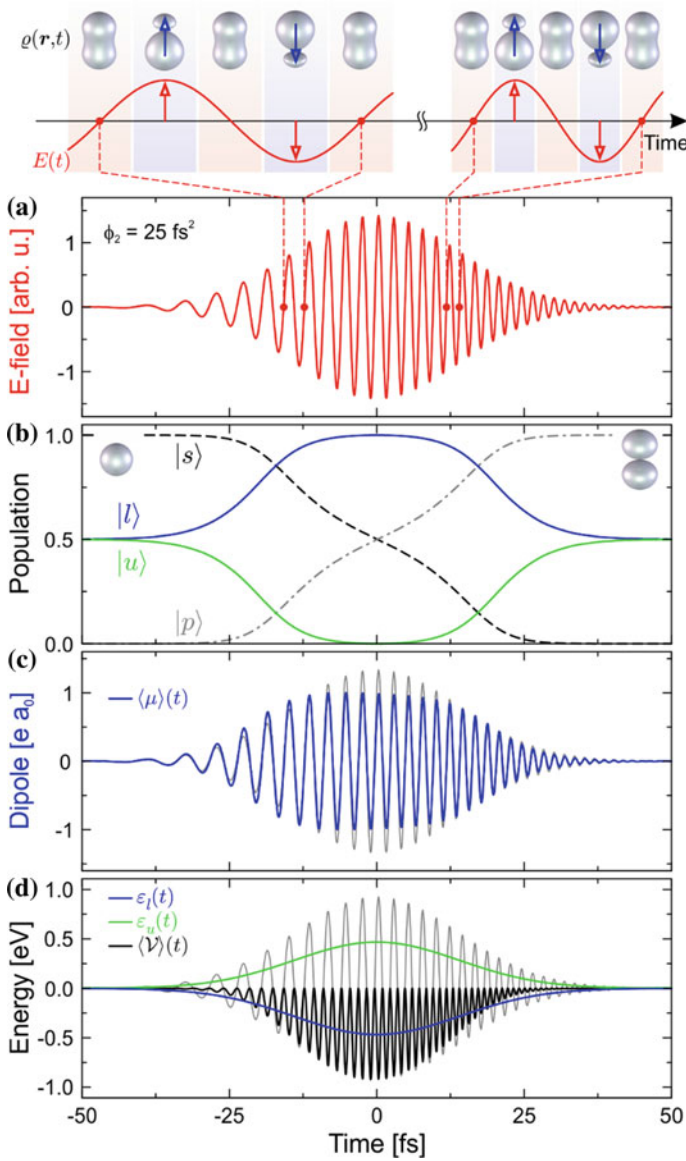 ϱ(r,t)
E(t)
Time
(a)
ϕ₂ = 25 fs²
E-field [arb. u.]
1
0
-1
(b)
Population
1.0
0.5
0.0
|s⟩
|l⟩
|u⟩
|p⟩
(c)
Dipole [e a₀]
1
0
-1
⟨μ⟩(t)
(d)
Energy [eV]
1.0
0.5
0.0
-0.5
-1.0
εₗ(t)
εᵤ(t)
⟨𝒱⟩(t)
-50 -25 0 25 50
Time [fs]